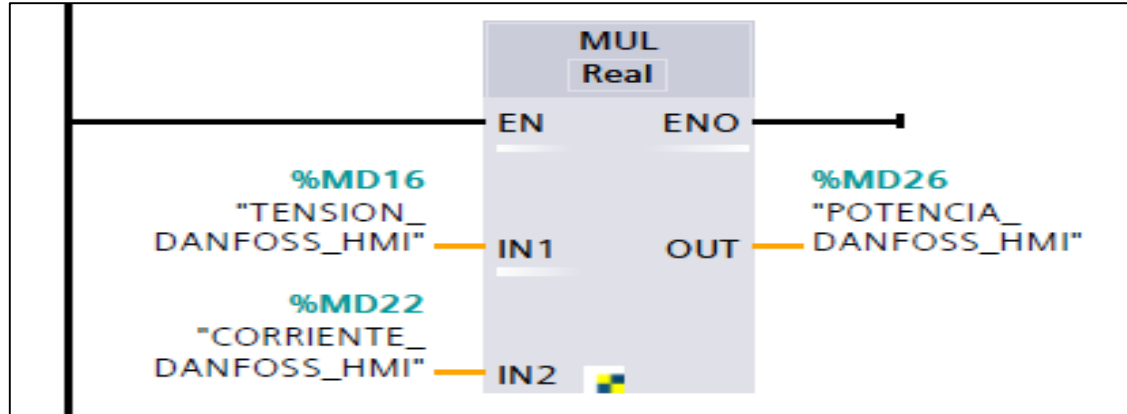 MUL
Real
EN ENO
%MD16
"TENSION_
DANFOSS_HMI"
IN1
%MD26
"POTENCIA_
DANFOSS_HMI"
OUT
%MD22
"CORRIENTE_
DANFOSS_HMI"
IN2